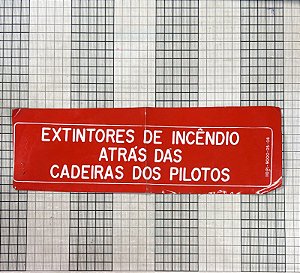 EXTINTORES DE INCÊNDIO
ATRÁS DAS
CADEIRAS DOS PILOTOS